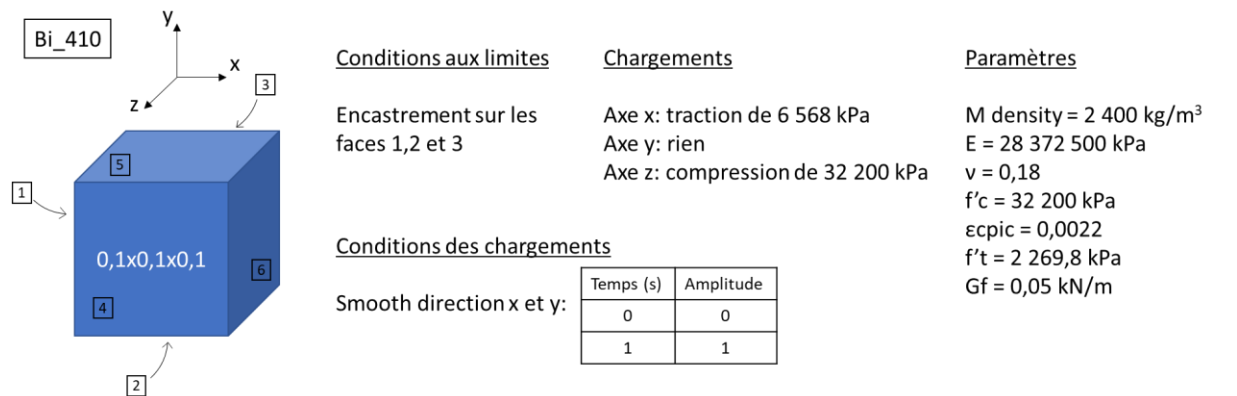 Bi_410
y
x
z
3
5
1
0,1x0,1x0,1
6
4
2
Conditions aux limites
Encastrement sur les
faces 1,2 et 3
Chargements
Axe x: traction de 6 568 kPa
Axe y: rien
Axe z: compression de 32 200 kPa
Conditions des chargements
Smooth direction x et y:
Temps (s) Amplitude
0 0
1 1
Paramètres
M density = 2 400 kg/m³
E = 28 372 500 kPa
ν = 0,18
f'c = 32 200 kPa
εcpic = 0,0022
f't = 2 269,8 kPa
Gf = 0,05 kN/m